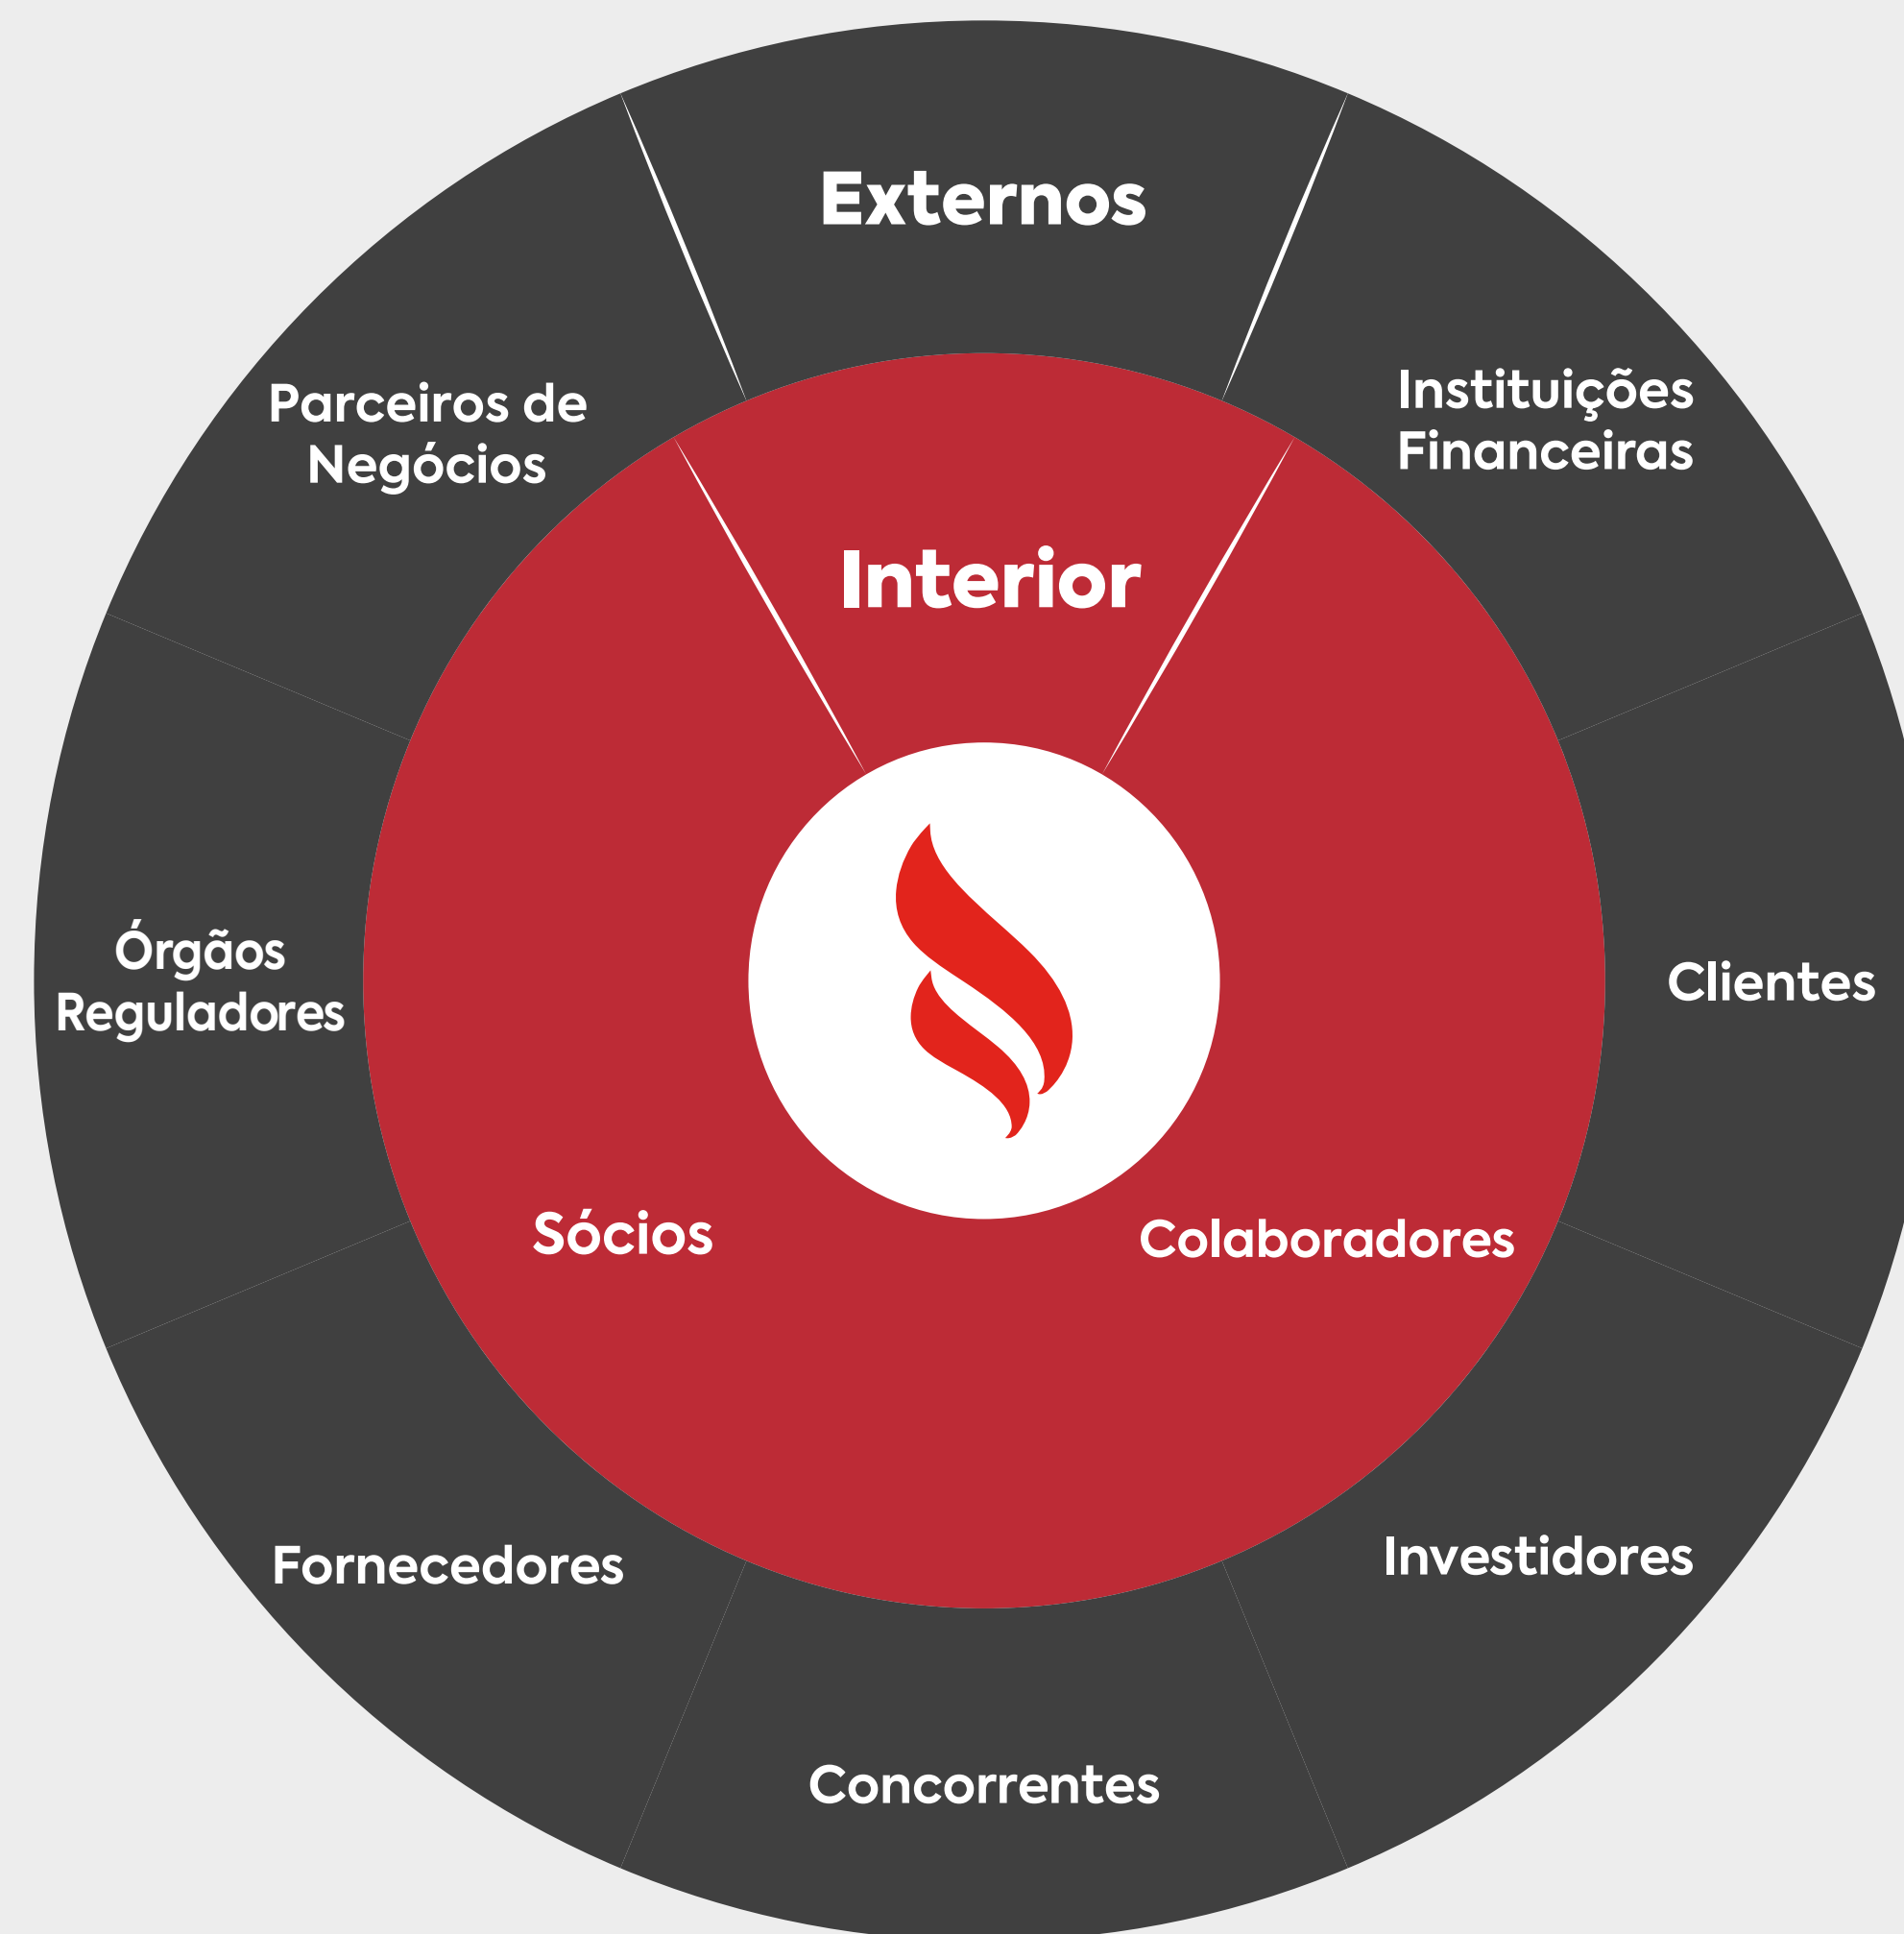 Externos
Parceiros de
Negócios
Instituições
Financeiras
Interior
Órgãos
Reguladores
Clientes
Sócios
Colaboradores
Fornecedores
Investidores
Concorrentes